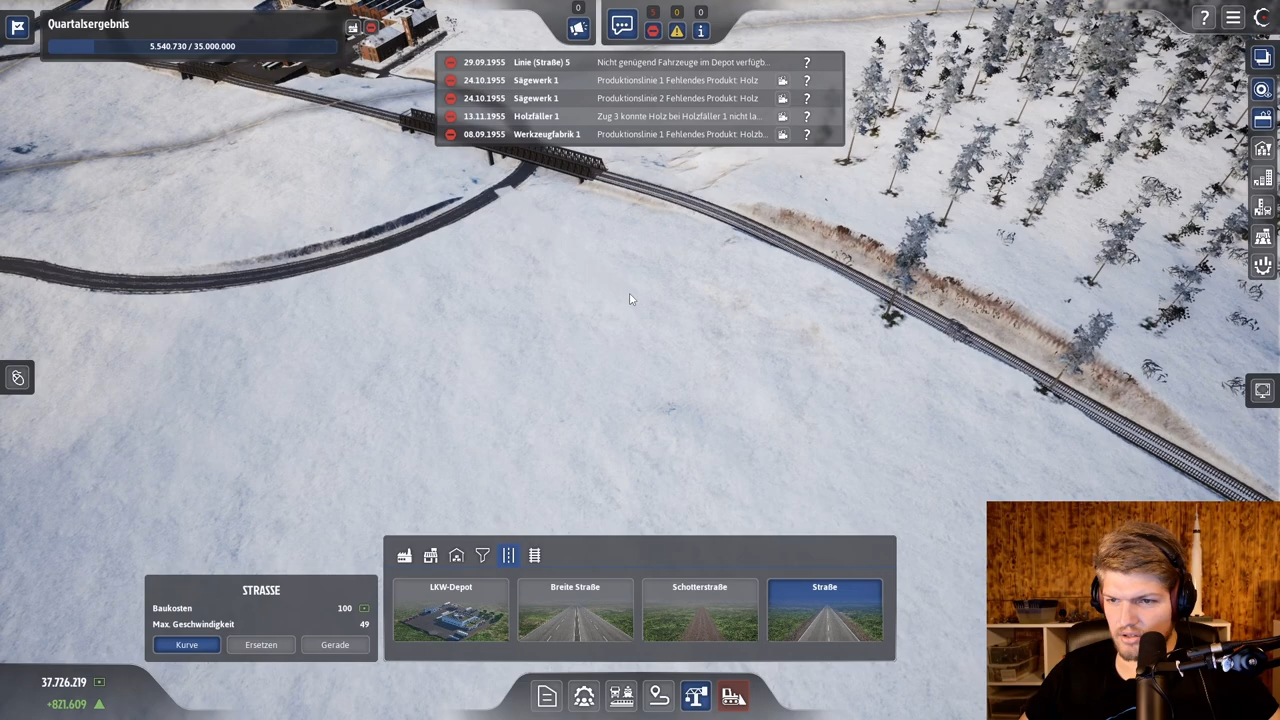 Quartalsergebnis
5.540.730 / 35.000.000
0
5 0 0
29.09.1955 Linie (Straße) 5 Nicht genügend Fahrzeuge im Depot verfügb... ?
24.10.1955 Sägewerk 1 Produktionslinie 1 Fehlendes Produkt: Holz ?
24.10.1955 Sägewerk 1 Produktionslinie 2 Fehlendes Produkt: Holz ?
13.11.1955 Holzfäller 1 Zug 3 konnte Holz bei Holzfäller 1 nicht la... ?
08.09.1955 Werkzeugfabrik 1 Produktionslinie 1 Fehlendes Produkt: Holzb... ?
STRASSE
Baukosten 100
Max. Geschwindigkeit 49
Kurve Ersetzen Gerade
LKW-Depot Breite Straße Schotterstraße Straße
37.726.219
+821.609